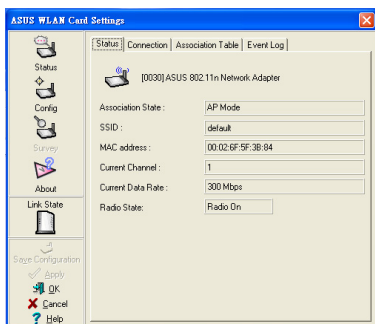 ASUS WLAN Card Settings
Status
Config
Survey
About
Link State
Save Configuration
Apply
OK
Cancel
Help
Status Connection Association Table Event Log
[0030] ASUS 802.11n Network Adapter
Association State : AP Mode
SSID : default
MAC address : 00:02:6F:5F:3B:84
Current Channel : 1
Current Data Rate : 300 Mbps
Radio State: Radio On